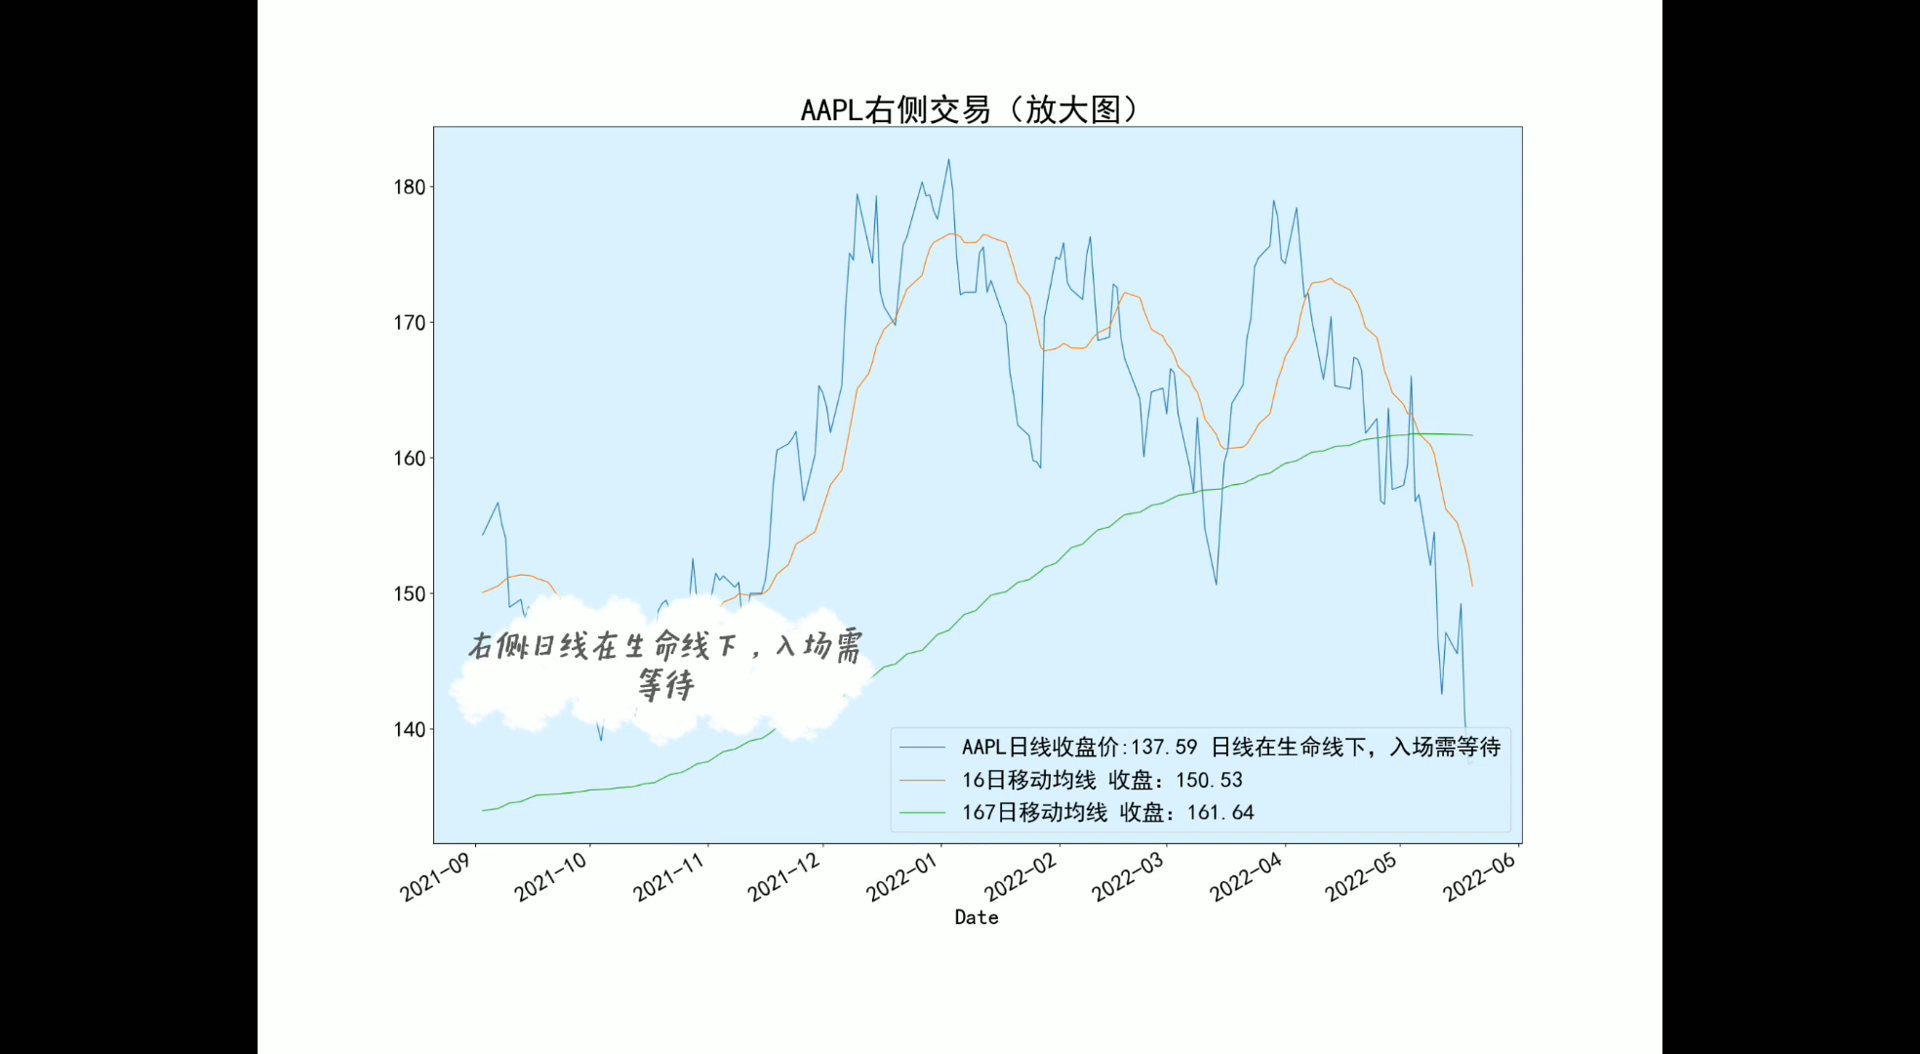 AAPL右侧交易（放大图）
180
170
160
150
140
右侧日线在生命线下，入场需
等待
AAPL日线收盘价:137.59 日线在生命线下，入场需等待
16日移动均线 收盘：150.53
167日移动均线 收盘：161.64
2021-09
2021-10
2021-11
2021-12
2022-01
2022-02
2022-03
2022-04
2022-05
2022-06
Date